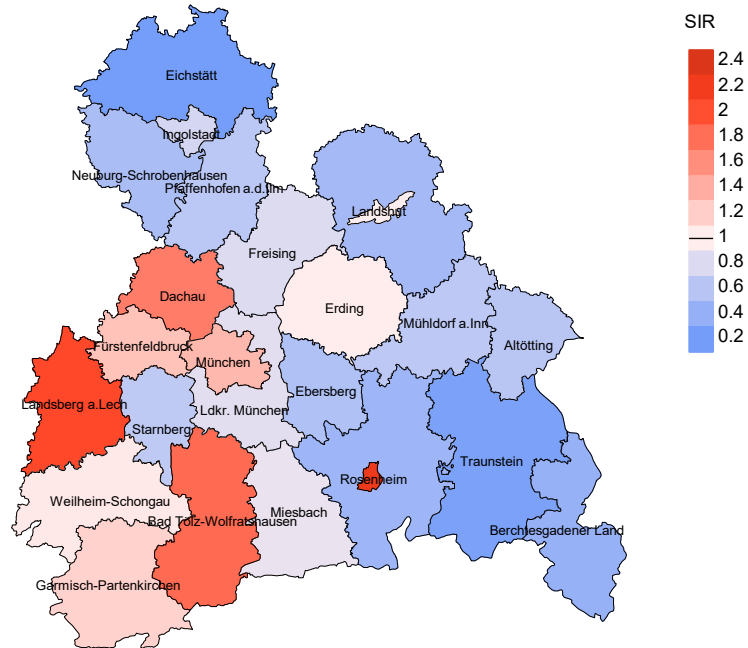 SIR
2.4
2.2
2
1.8
1.6
1.4
1.2
1
0.8
0.6
0.4
0.2
Eichstätt
Ingolstadt
Neuburg-Schrobenhausen
Pfaffenhofen a.d.Ilm
Landshut
Freising
Dachau
Erding
Mühldorf a.Inn
Altötting
Fürstenfeldbruck
München
Ebersberg
Landsberg a.Lech
Ldkr. München
Starnberg
Traunstein
Rosenheim
Weilheim-Schongau
Miesbach
Bad Tölz-Wolfratshausen
Berchtesgadener Land
Garmisch-Partenkirchen